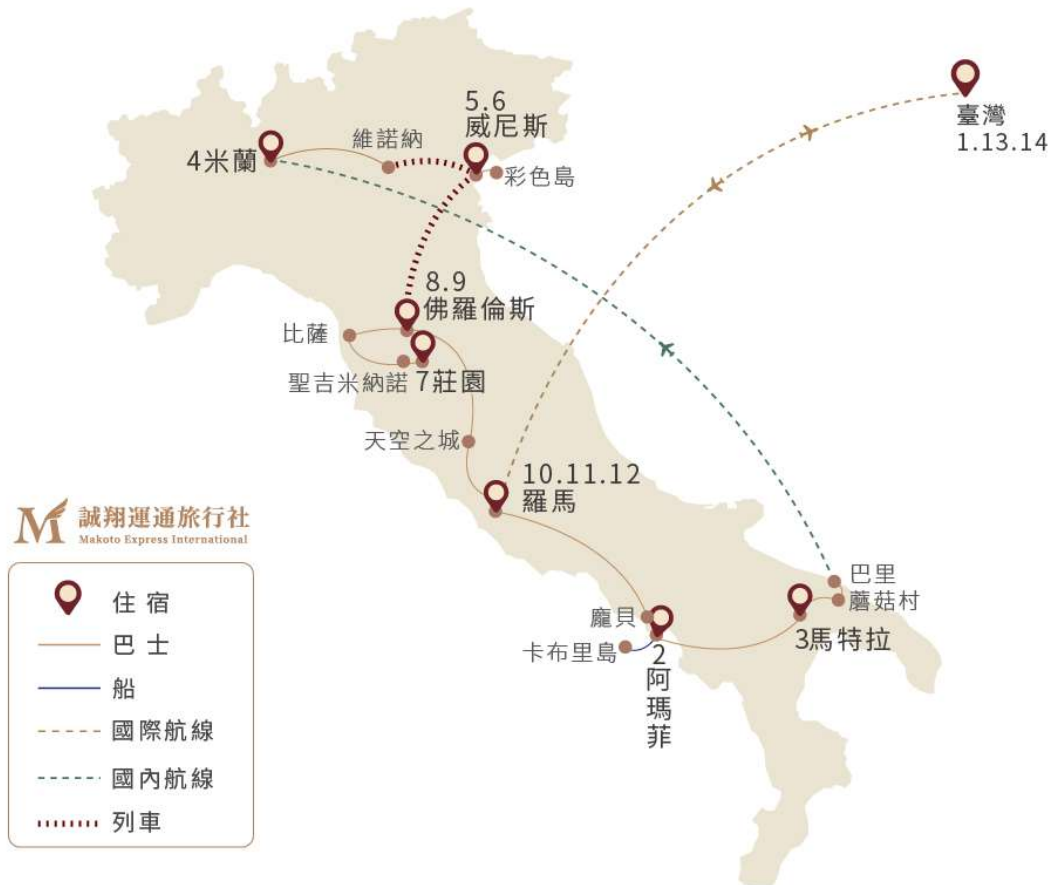 5.6
威尼斯
維諾納
4米蘭
彩色島
臺灣
1.13.14
8.9
佛羅倫斯
比薩
聖吉米納諾
7莊園
天空之城
10.11.12
羅馬
M 誠翔運通旅行社
Makoto Express International
住宿
巴士
船
國際航線
國內航線
列車
龐貝
卡布里島
2
阿
瑪
菲
3馬特拉
巴里
蘑菇村